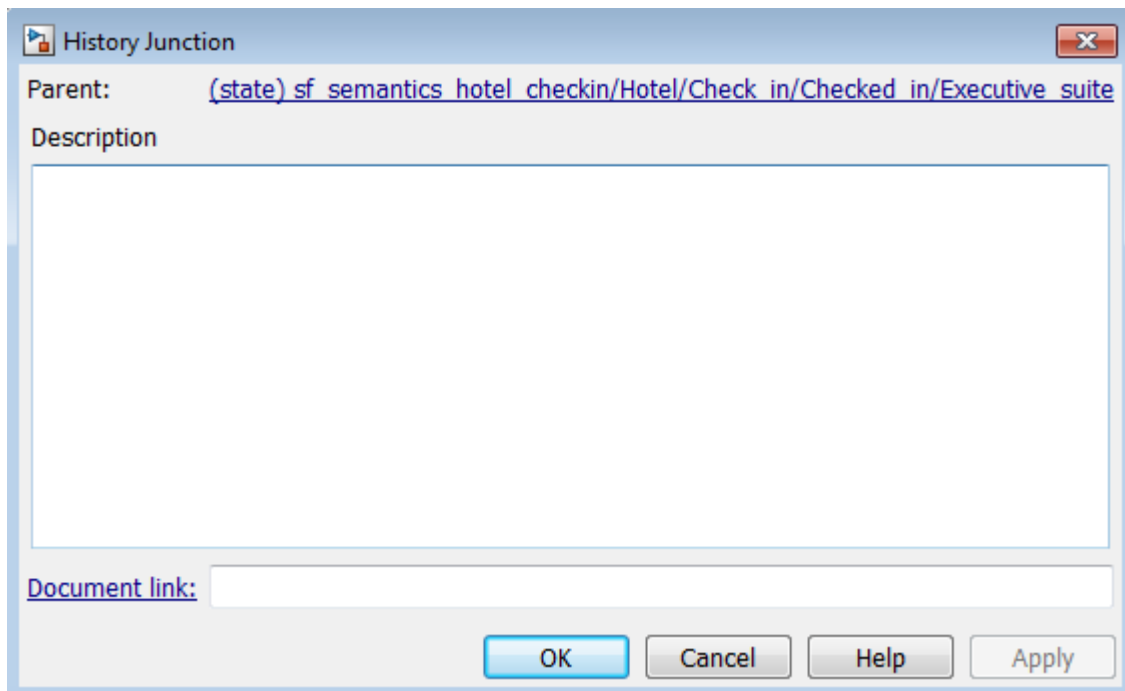 History Junction
Parent: (state) sf_semantics_hotel_checkin/Hotel/Check_in/Checked_in/Executive_suite
Description
Document link:
OK Cancel Help Apply